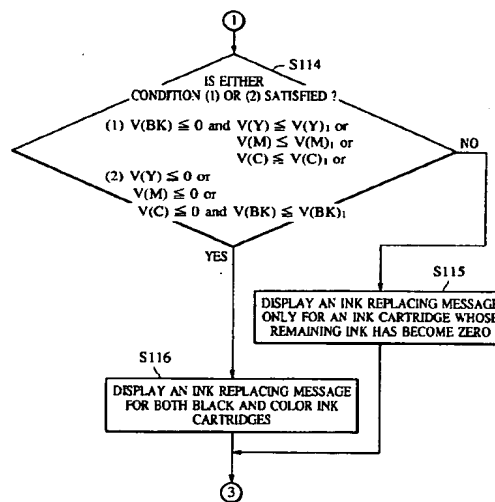 1
S114
IS EITHER
CONDITION (1) OR (2) SATISFIED ?
(1) V(BK) ≦ 0 and V(Y) ≦ V(Y)₁ or
V(M) ≦ V(M)₁ or
V(C) ≦ V(C)₁ or
NO
(2) V(Y) ≦ 0 or
V(M) ≦ 0 or
V(C) ≦ 0 and V(BK) ≦ V(BK)₁
YES
S115
DISPLAY AN INK REPLACING MESSAGE
ONLY FOR AN INK CARTRIDGE WHOSE
REMAINING INK HAS BECOME ZERO
S116
DISPLAY AN INK REPLACING MESSAGE
FOR BOTH BLACK AND COLOR INK
CARTRIDGES
3